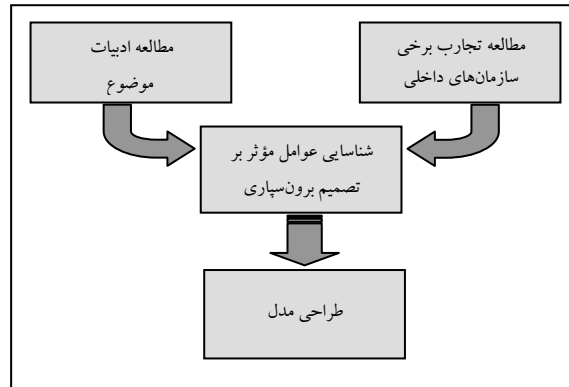 مطالعه تجارب برخی
سازمان‌های داخلی
مطالعه ادبیات
موضوع
شناسایی عوامل مؤثر بر
تصمیم برون‌سپاری
طراحی مدل